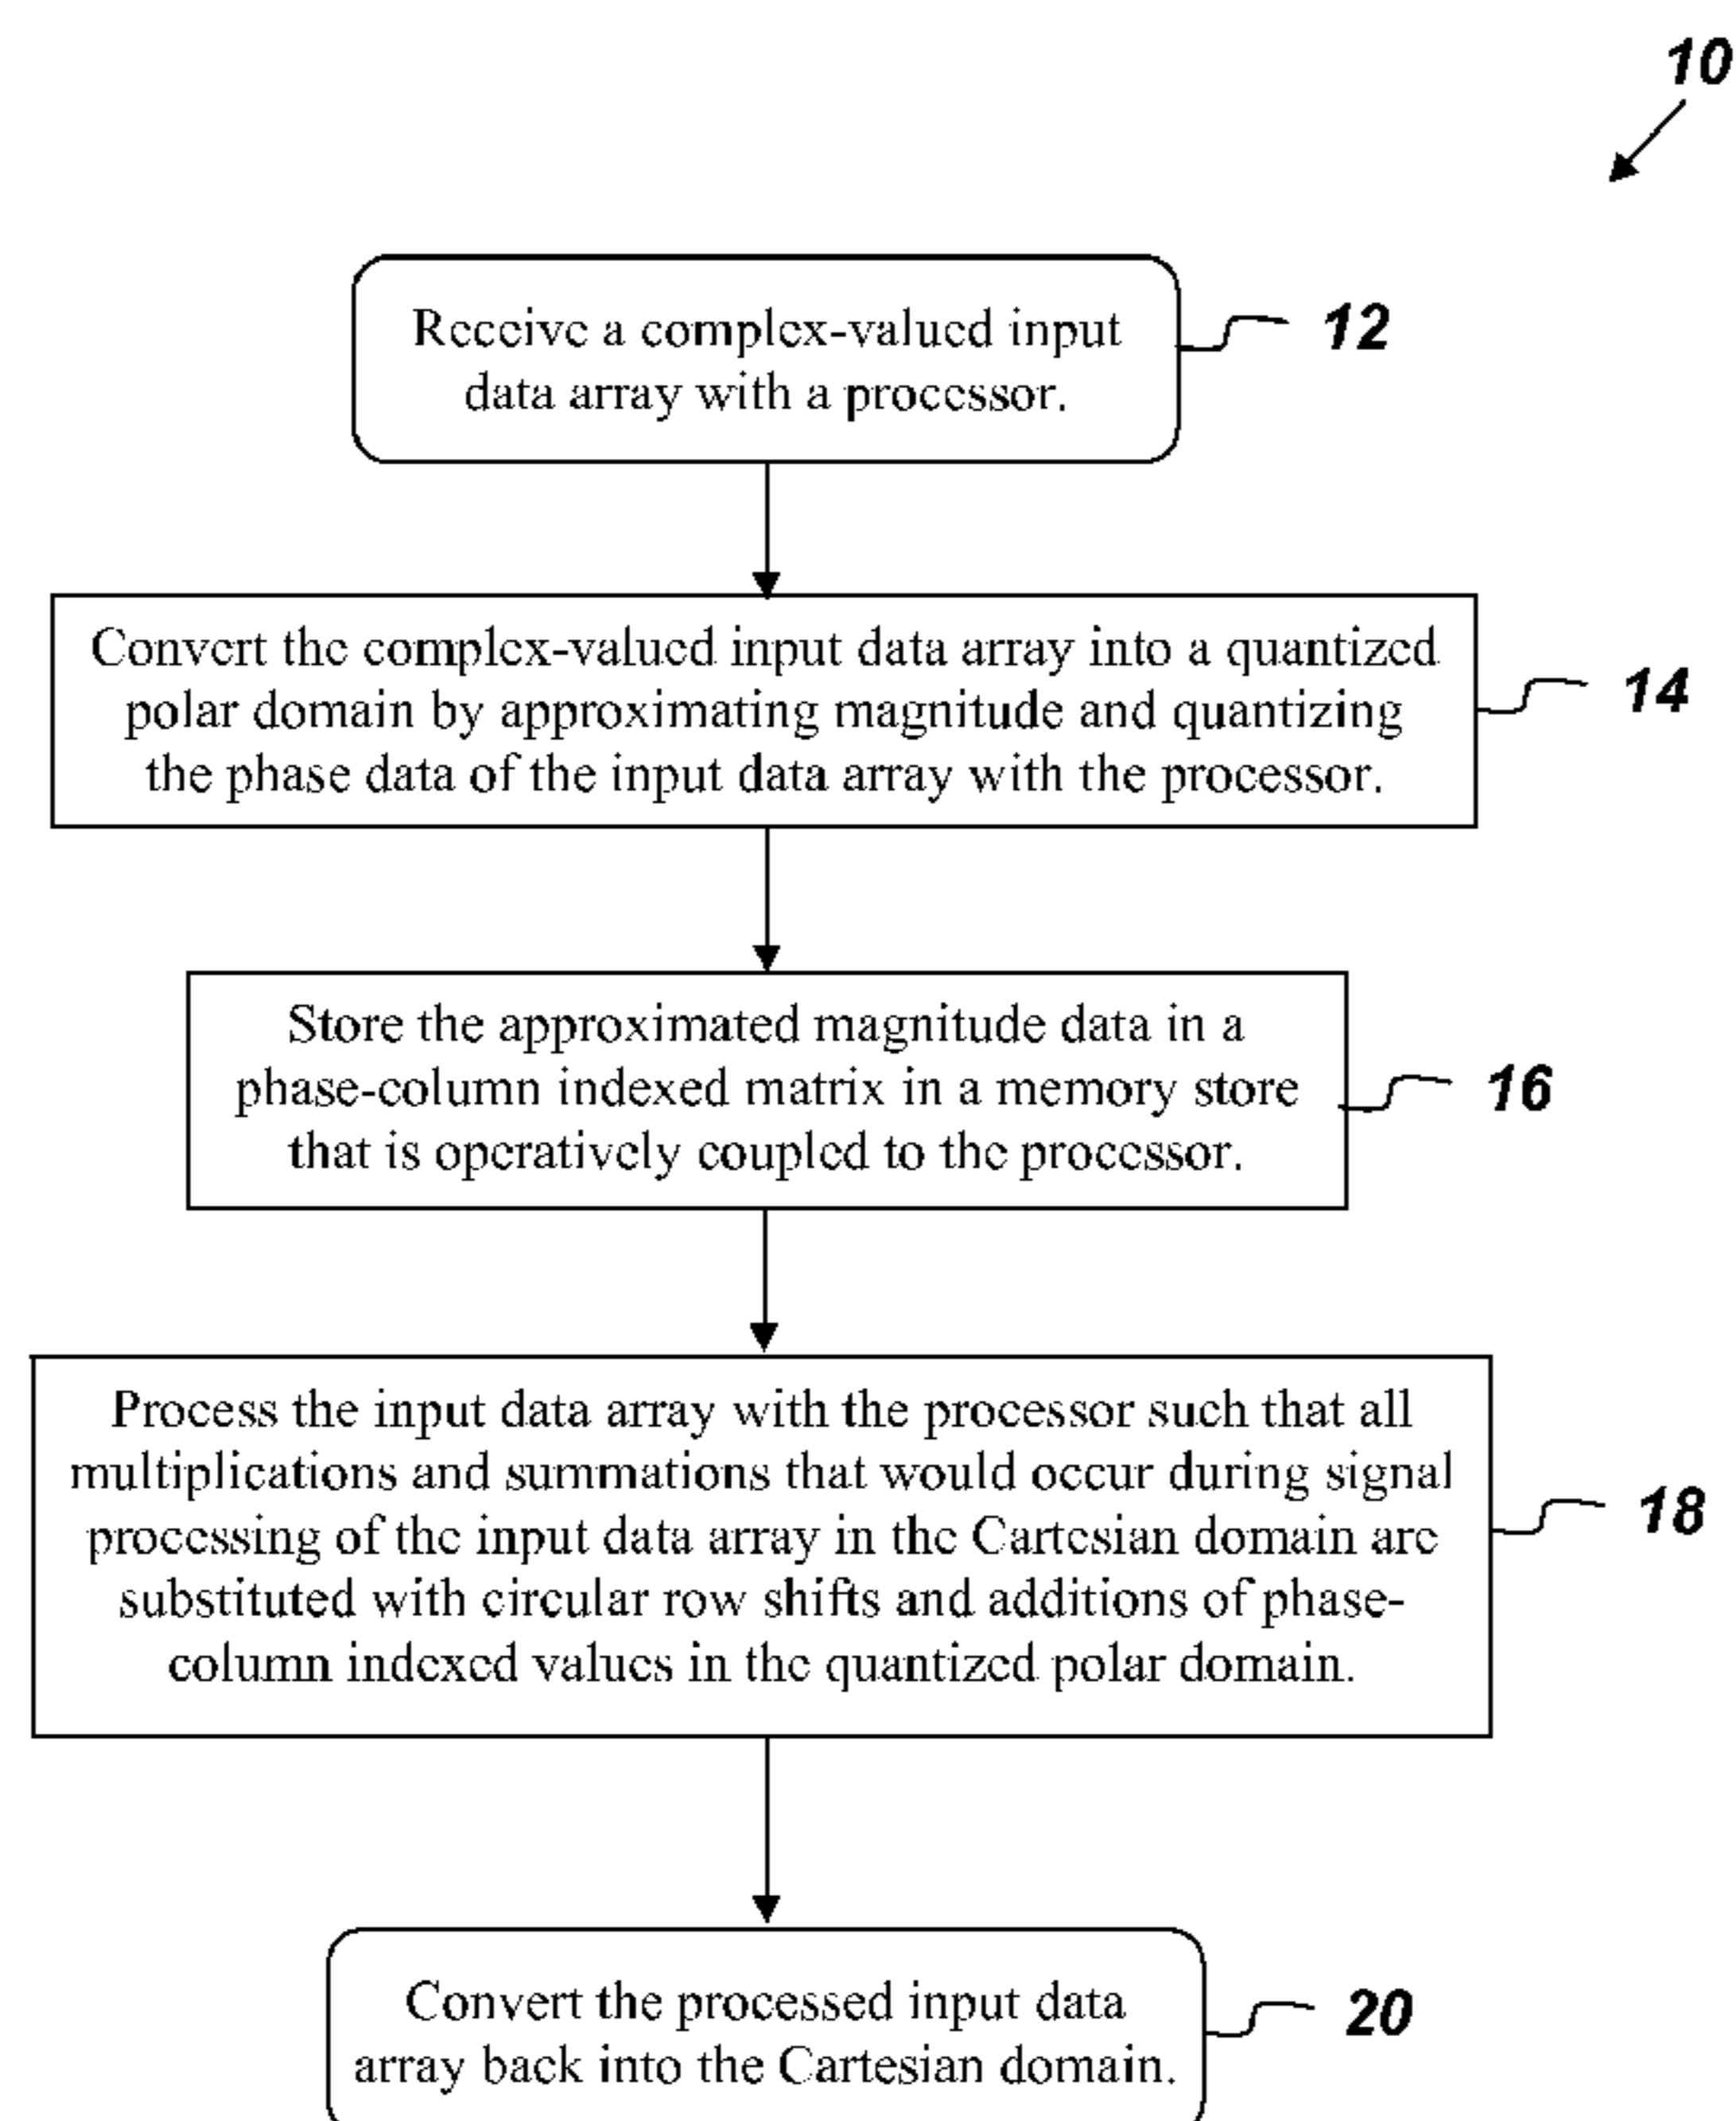 10
Receive a complex-valued input
data array with a processor.
12
Convert the complex-valued input data array into a quantized
polar domain by approximating magnitude and quantizing
the phase data of the input data array with the processor.
14
Store the approximated magnitude data in a
phase-column indexed matrix in a memory store
that is operatively coupled to the processor.
16
Process the input data array with the processor such that all
multiplications and summations that would occur during signal
processing of the input data array in the Cartesian domain are
substituted with circular row shifts and additions of phase-
column indexed values in the quantized polar domain.
18
Convert the processed input data
array back into the Cartesian domain.
20